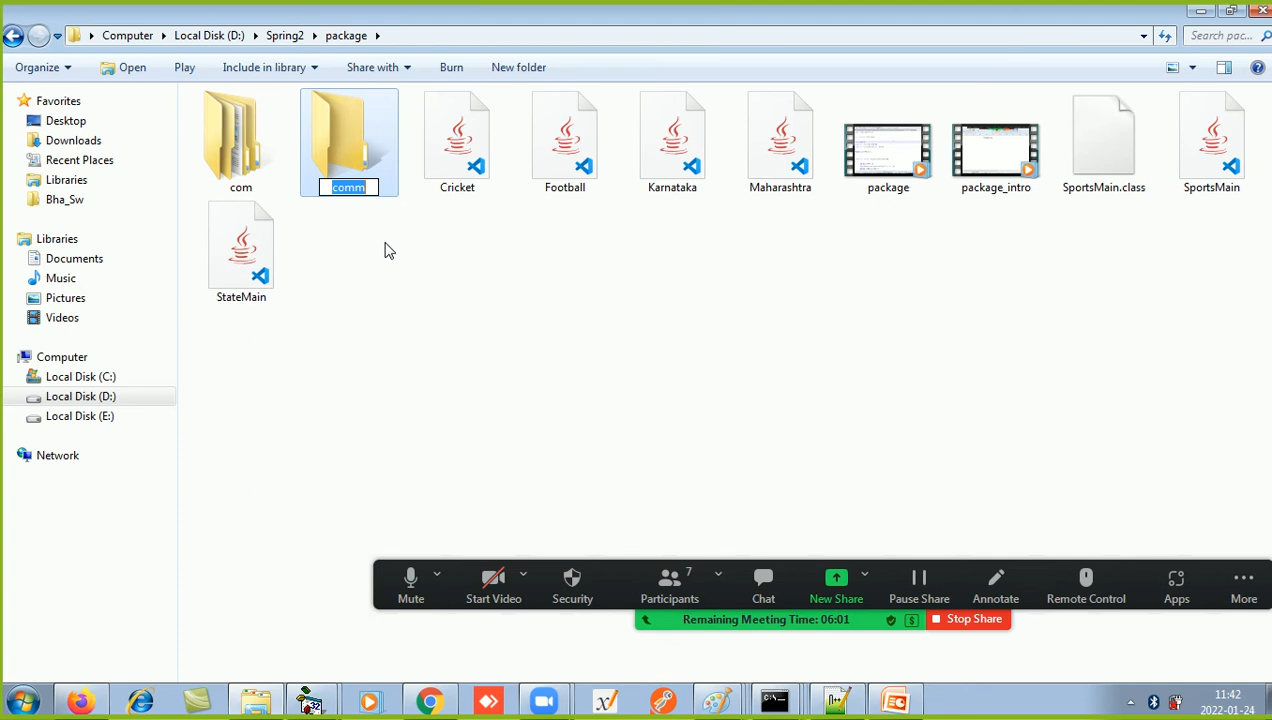 Computer Local Disk (D:) Spring2 package Search pac...
Organize Open Play Include in library Share with Burn New folder
Favorites
Desktop
Downloads
Recent Places
Libraries
Bha_Sw
Libraries
Documents
Music
Pictures
Videos
Computer
Local Disk (C:)
Local Disk (D:)
Local Disk (E:)
Network
com comm Cricket Football Karnataka Maharashtra package package_intro SportsMain.class SportsMain
StateMain
7
Mute Start Video Security Participants Chat New Share Pause Share Annotate Remote Control Apps More
Remaining Meeting Time: 06:01 Stop Share
11:42
2022-01-24